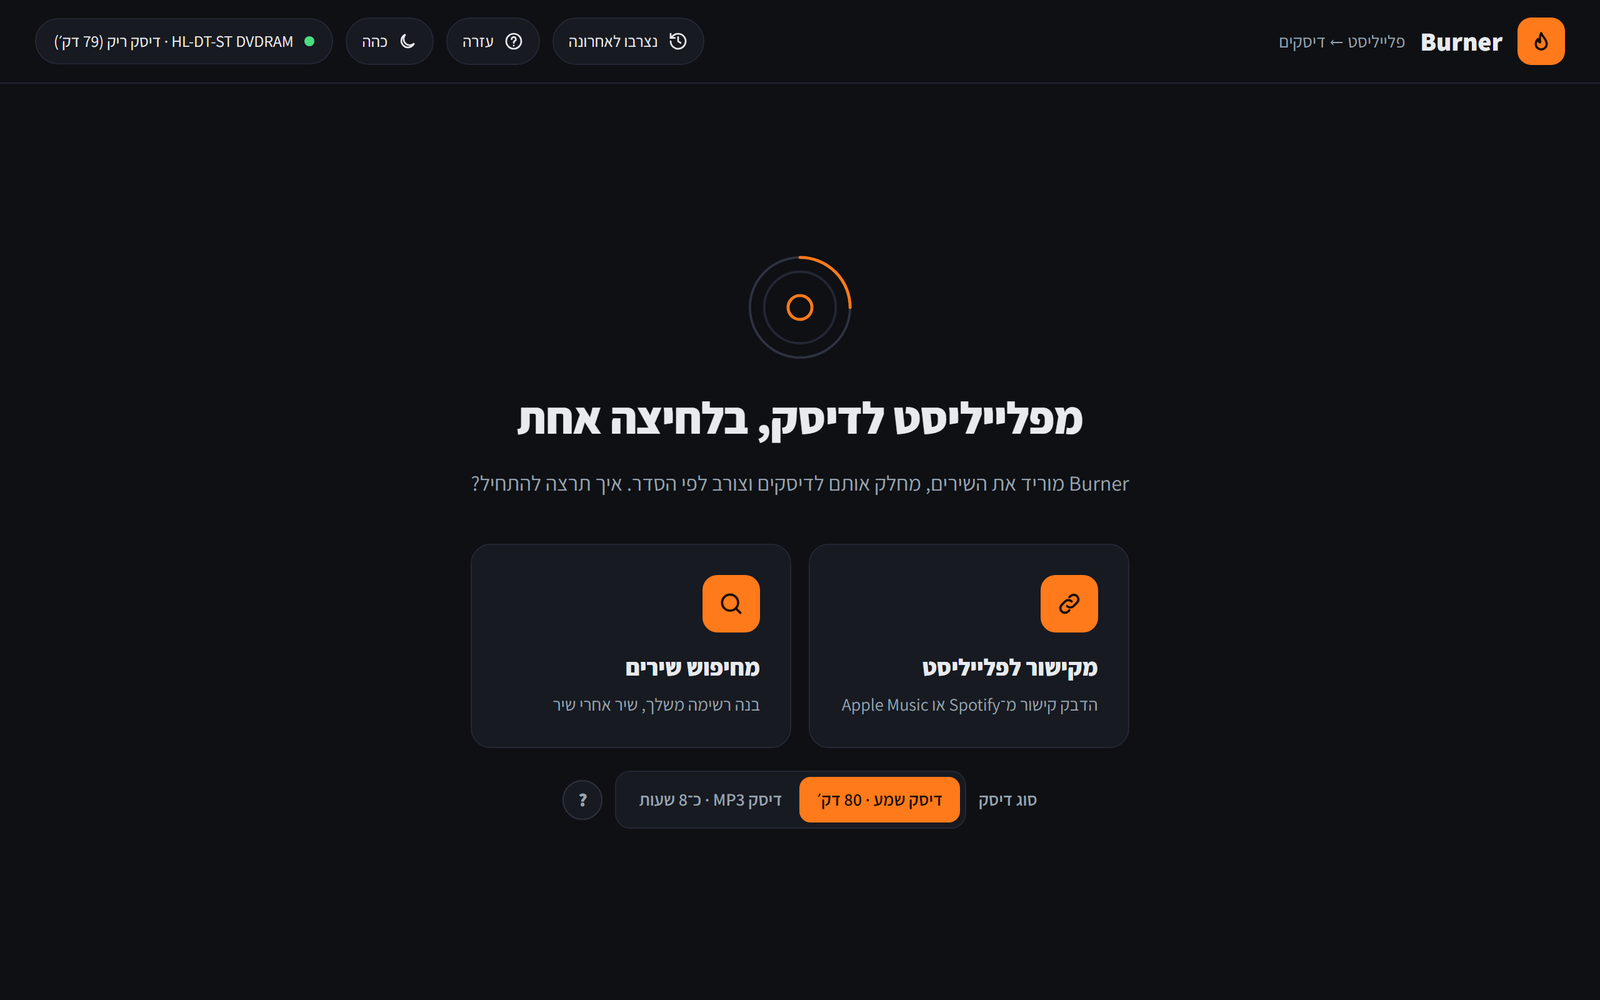 Burner
פלייליסט ← דיסקים
נצרבו לאחרונה
עזרה
כהה
HL-DT-ST DVDRAM · דיסק ריק (79 דק׳)
מפלייליסט לדיסק, בלחיצה אחת
Burner מוריד את השירים, מחלק אותם לדיסקים וצורב לפי הסדר. איך תרצה להתחיל?
מקישור לפלייליסט
הדבק קישור מ־Spotify או Apple Music
מחיפוש שירים
בנה רשימה משלך, שיר אחרי שיר
סוג דיסק
דיסק שמע · 80 דק׳
דיסק MP3 · כ־8 שעות
?